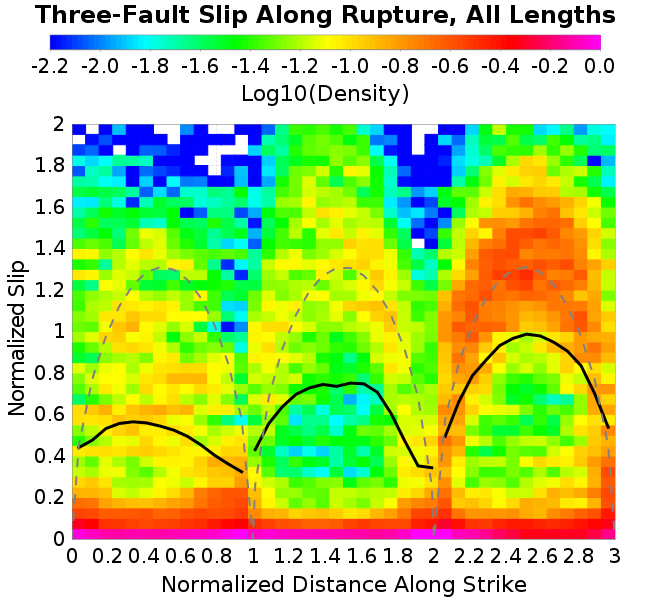 Three-Fault Slip Along Rupture, All Lengths
-2.2 -2.0 -1.8 -1.6 -1.4 -1.2 -1.0 -0.8 -0.6 -0.4 -0.2 0.0
Log10(Density)
Normalized Slip
2
1.8
1.6
1.4
1.2
1
0.8
0.6
0.4
0.2
0
0 0.2 0.4 0.6 0.8 1 1.2 1.4 1.6 1.8 2 2.2 2.4 2.6 2.8 3
Normalized Distance Along Strike